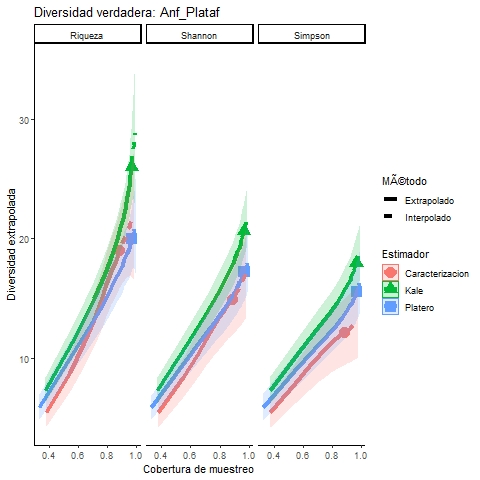 Diversidad verdadera: Anf_Plataf
Riqueza
Shannon
Simpson
30
20
10
Diversidad extrapolada
0.4 0.6 0.8 1.0
0.4 0.6 0.8 1.0
0.4 0.6 0.8 1.0
Cobertura de muestreo
MÃ©todo
Extrapolado
Interpolado
Estimador
Caracterizacion
Kale
Platero